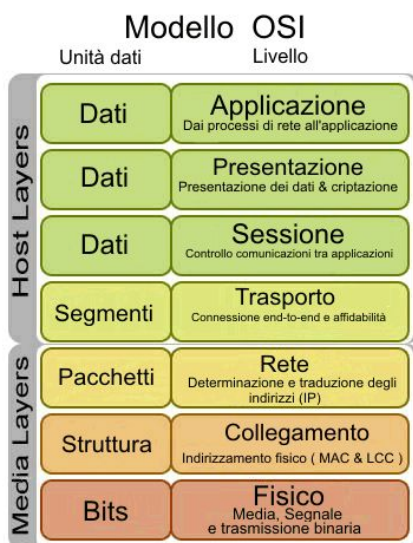 Modello OSI
Unità dati
Livello
Host Layers
Dati
Applicazione
Dai processi di rete all'applicazione
Dati
Presentazione
Presentazione dei dati & criptazione
Dati
Sessione
Controllo comunicazioni tra applicazioni
Segmenti
Trasporto
Connessione end-to-end e affidabilità
Media Layers
Pacchetti
Rete
Determinazione e traduzione degli
indirizzi (IP)
Struttura
Collegamento
Indirizzamento fisico ( MAC & LCC )
Bits
Fisico
Media, Segnale
e trasmissione binaria